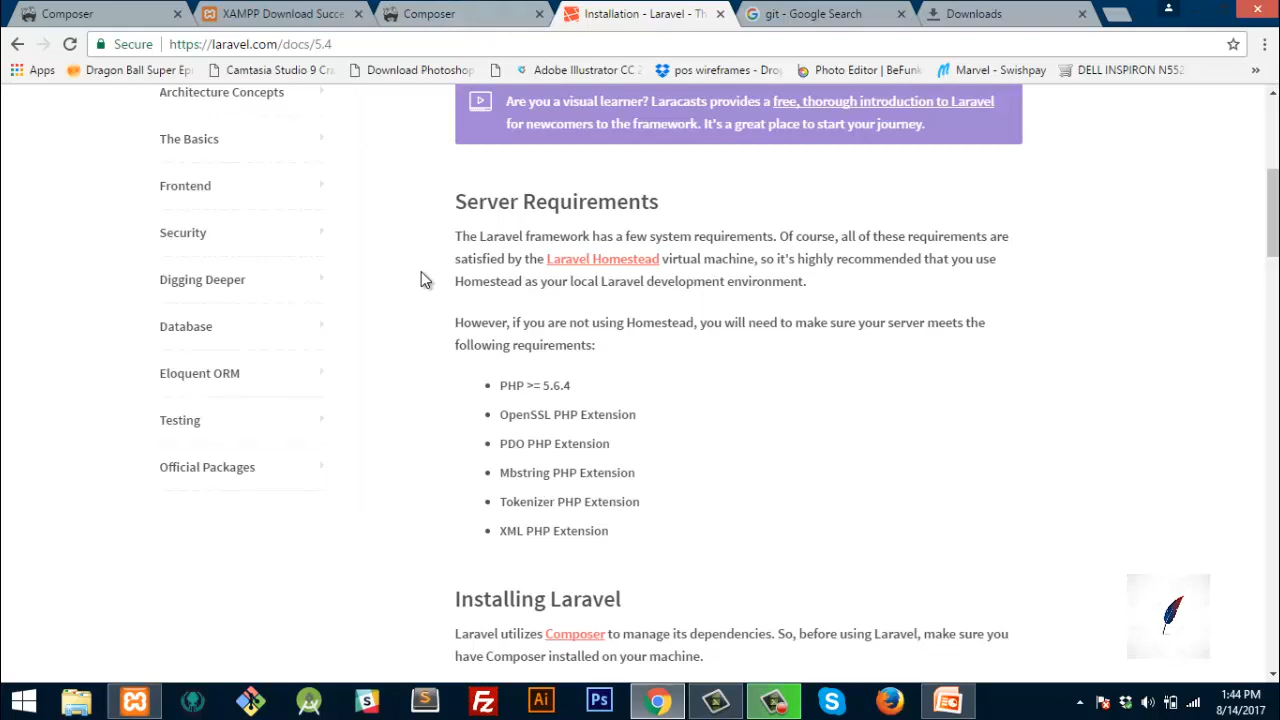 Composer
XAMPP Download Succe
Composer
Installation - Laravel - Th
git - Google Search
Downloads
Secure
https://laravel.com/docs/5.4
Apps
Dragon Ball Super Epi
Camtasia Studio 9 Cra
Download Photoshop
Adobe Illustrator CC 2
pos wireframes - Drop
Photo Editor | BeFunk
Marvel - Swishpay
DELL INSPIRON N552
»
Architecture Concepts
The Basics
Frontend
Security
Digging Deeper
Database
Eloquent ORM
Testing
Official Packages
Are you a visual learner? Laracasts provides a free, thorough introduction to Laravel
for newcomers to the framework. It's a great place to start your journey.
Server Requirements
The Laravel framework has a few system requirements. Of course, all of these requirements are
satisfied by the Laravel Homestead virtual machine, so it's highly recommended that you use
Homestead as your local Laravel development environment.
However, if you are not using Homestead, you will need to make sure your server meets the
following requirements:
• PHP >= 5.6.4
• OpenSSL PHP Extension
• PDO PHP Extension
• Mbstring PHP Extension
• Tokenizer PHP Extension
• XML PHP Extension
Installing Laravel
Laravel utilizes Composer to manage its dependencies. So, before using Laravel, make sure you
have Composer installed on your machine.
Ai
Ps
1:44 PM
8/14/2017